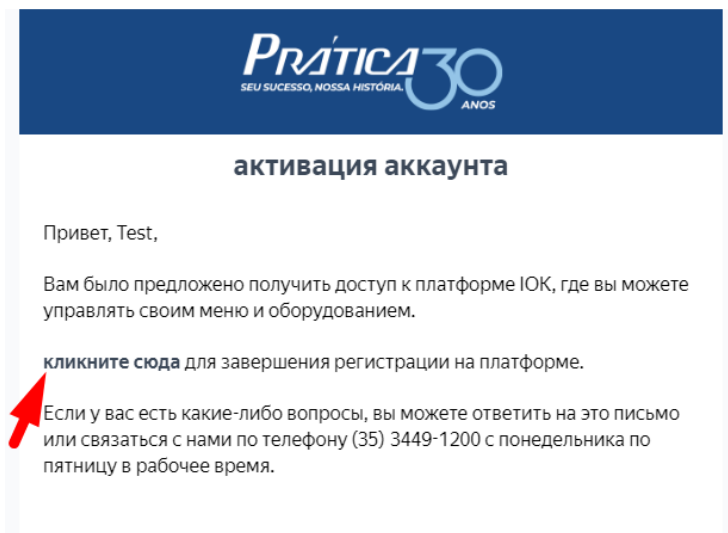 PRÁTICA 30
SEU SUCESSO, NOSSA HISTÓRIA.
ANOS
активация аккаунта
Привет, Test,
Вам было предложено получить доступ к платформе IOK, где вы можете
управлять своим меню и оборудованием.
кликните сюда для завершения регистрации на платформе.
Если у вас есть какие-либо вопросы, вы можете ответить на это письмо
или связаться с нами по телефону (35) 3449-1200 с понедельника по
пятницу в рабочее время.